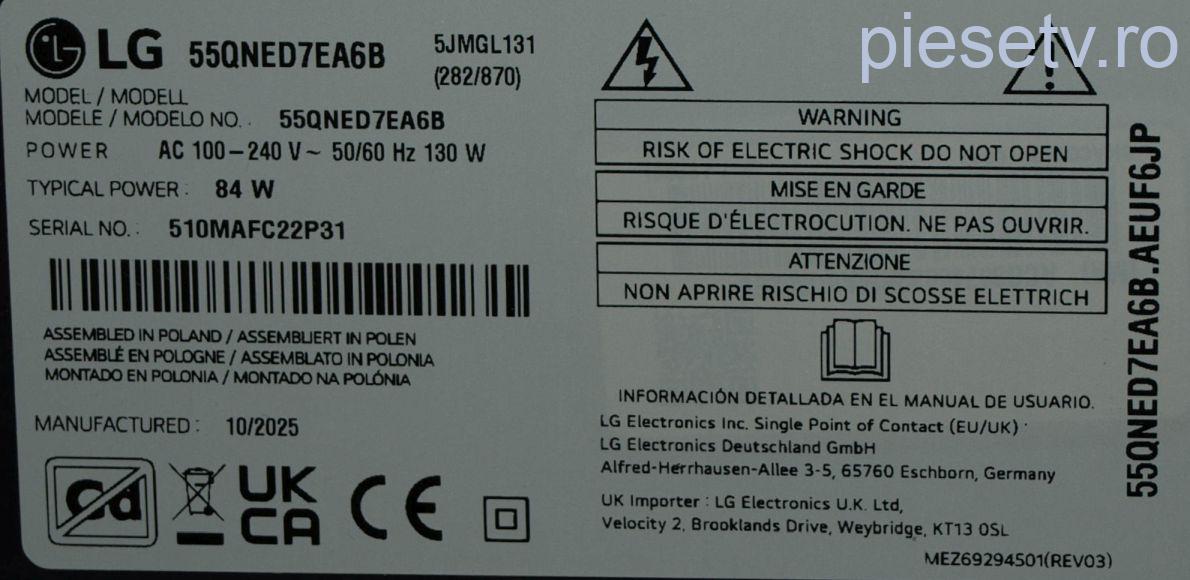 LG 55QNED7EA6B 5JMGL131
(282/870)
MODEL / MODELL
MODÈLE / MODELO NO. : 55QNED7EA6B
POWER AC 100-240 V~ 50/60 Hz 130 W
TYPICAL POWER : 84 W
SERIAL NO. : 510MAFC22P31
ASSEMBLED IN POLAND / ASSEMBLIERT IN POLEN
ASSEMBLÉ EN POLOGNE / ASSEMBLATO IN POLONIA
MONTADO EN POLONIA / MONTADO NA POLÓNIA
MANUFACTURED : 10/2025
Cd
UK
CA
CE
piesetv.ro
WARNING
RISK OF ELECTRIC SHOCK DO NOT OPEN
MISE EN GARDE
RISQUE D'ÉLECTROCUTION. NE PAS OUVRIR.
ATTENZIONE
NON APRIRE RISCHIO DI SCOSSE ELETTRICH
INFORMACIÓN DETALLADA EN EL MANUAL DE USUARIO.
LG Electronics Inc. Single Point of Contact (EU/UK) :
LG Electronics Deutschland GmbH
Alfred-Herrhausen-Allee 3-5, 65760 Eschborn, Germany
UK Importer : LG Electronics U.K. Ltd,
Velocity 2, Brooklands Drive, Weybridge, KT13 0SL
MEZ69294501(REV03)
55QNED7EA6B.AEUF6JP